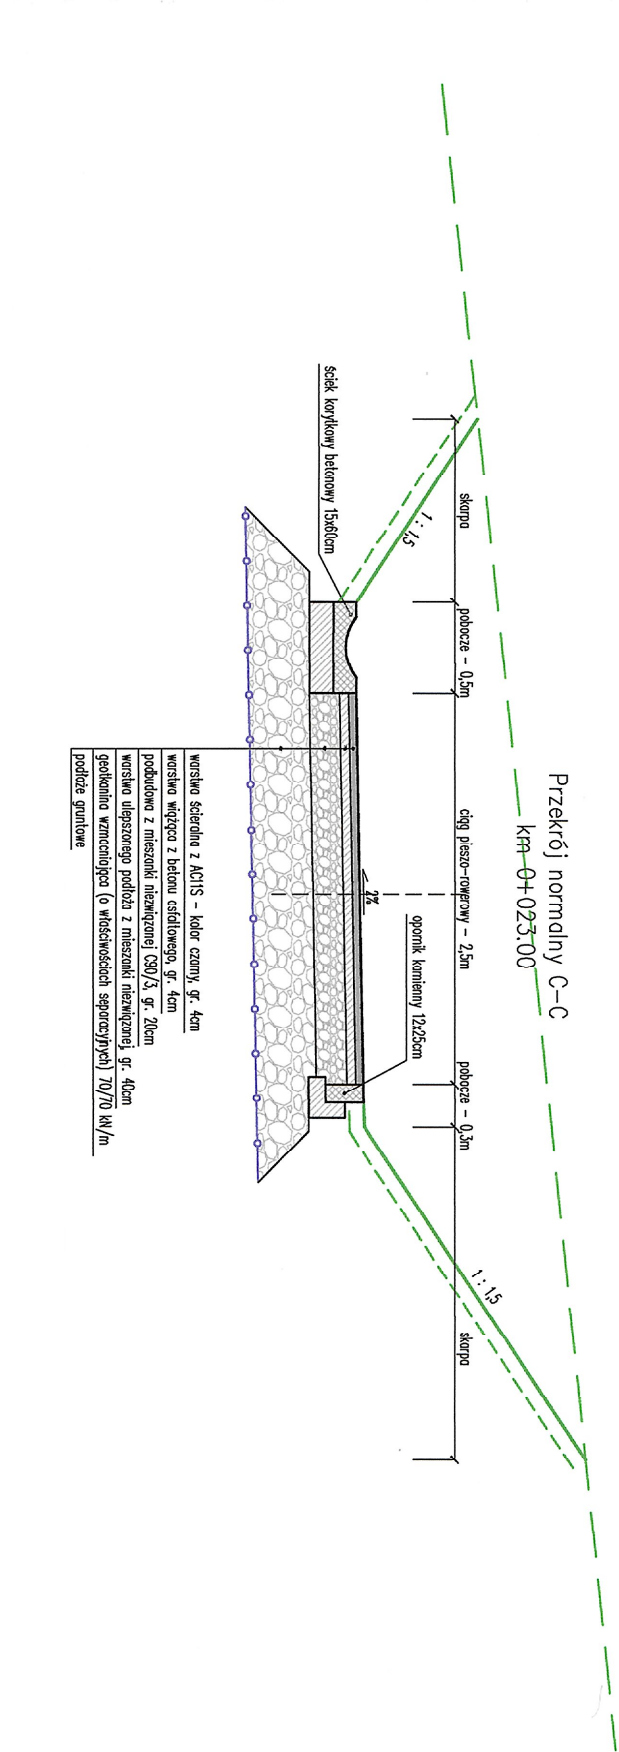 Przekrój normalny C-C
km 0+023.00
skarpa
pobocze - 0,5m
ciąg pieszo-rowerowy - 2,5m
pobocze - 0,3m
skarpa
1 : 1,5
1 : 1,5
ściek korytkowy betonowy 15x60cm
2%
opornik kamienny 12x25cm
warstwa ścieralna z AC11S - kolor czarny, gr. 4cm
warstwa wiążąca z betonu asfaltowego, gr. 4cm
podbudowa z mieszanki niezwiązanej C90/3, gr. 20cm
warstwa ulepszonego podłoża z mieszanki niezwiązanej, gr. 40cm
geotkanina wzmacniająca (o właściwościach separacyjnych) 70/70 kN/m
podłoże gruntowe